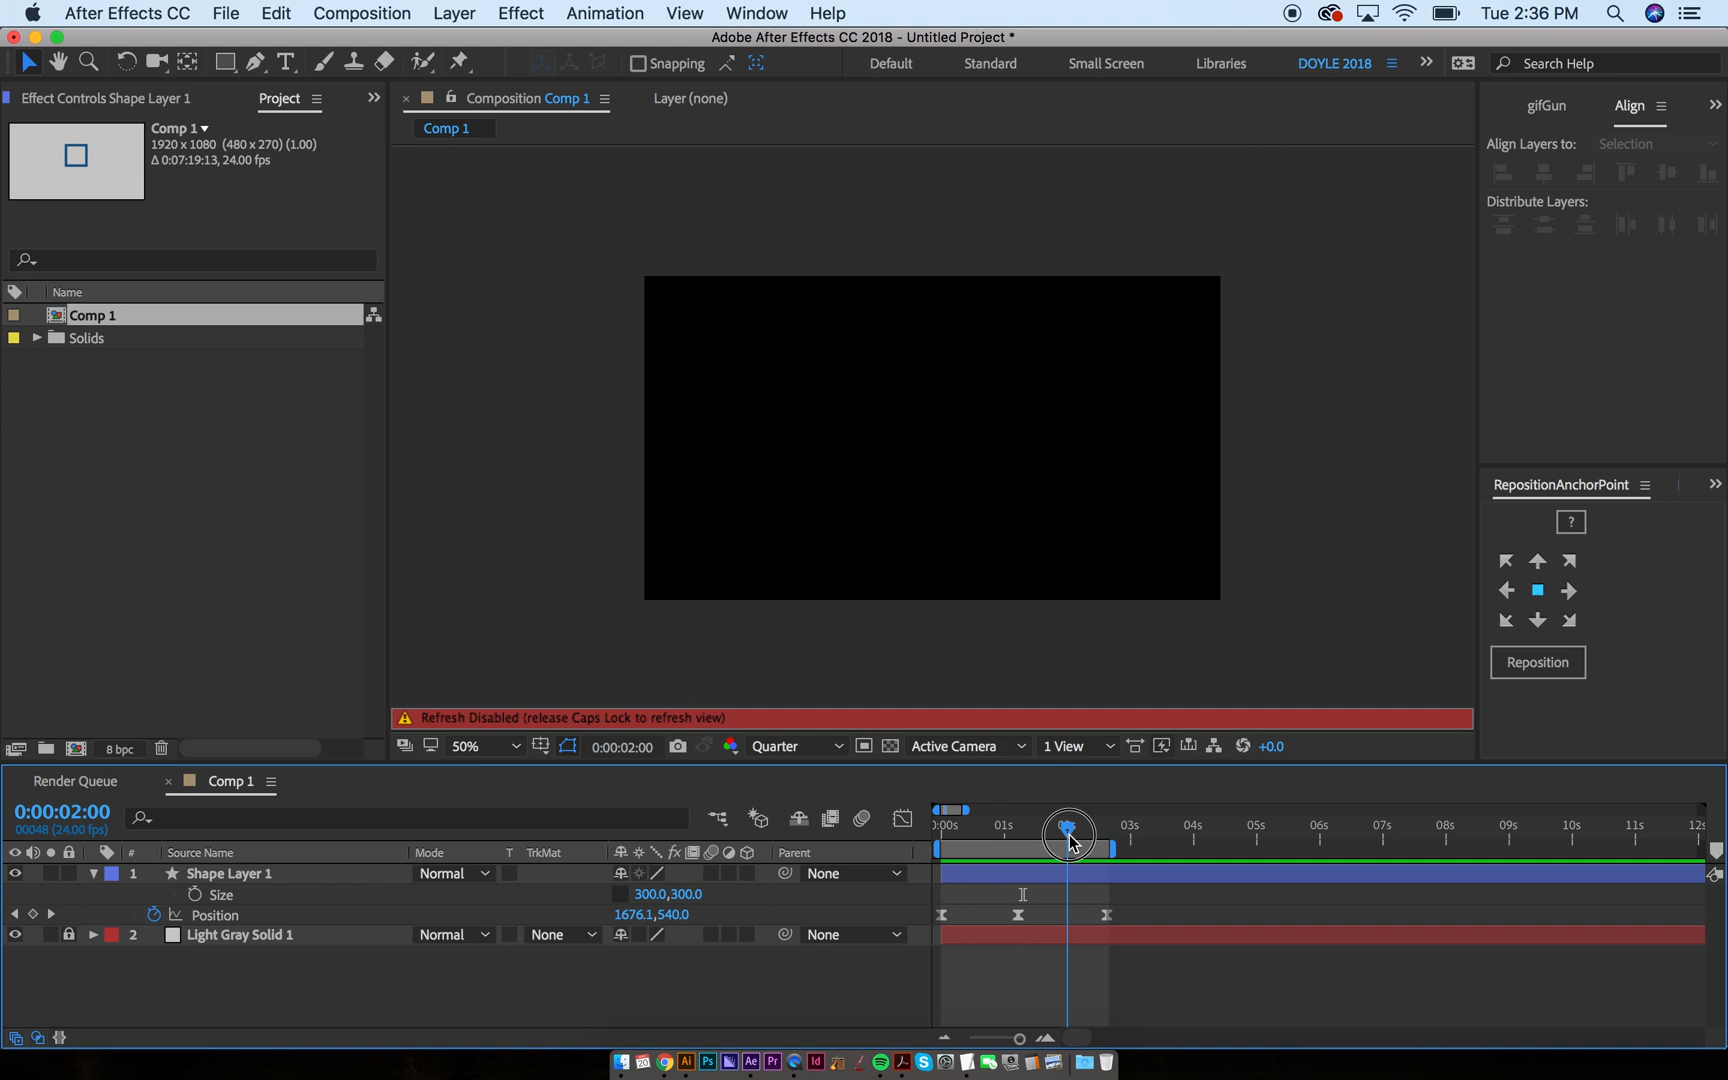 After Effects CC File Edit Composition Layer Effect Animation View Window Help Tue 2:36 PM
Adobe After Effects CC 2018 - Untitled Project *
Snapping Default Standard Small Screen Libraries DOYLE 2018 Search Help
Effect Controls Shape Layer 1 Project Composition Comp 1 Layer (none) gifGun Align
Comp 1
1920 x 1080 (480 x 270) (1.00)
Δ 0:07:19:13, 24.00 fps
Comp 1
Align Layers to: Selection
Distribute Layers:
Name
Comp 1
Solids
RepositionAnchorPoint
?
Reposition
Refresh Disabled (release Caps Lock to refresh view)
8 bpc 50% 0:00:02:00 Quarter Active Camera 1 View +0.0
Render Queue Comp 1
0:00:02:00
00048 (24.00 fps)
0:00s 01s 03s 04s 05s 06s 07s 08s 09s 10s 11s 12s
# Source Name Mode T TrkMat Parent
1 Shape Layer 1 Normal None
Size 300.0,300.0
Position 1676.1,540.0
2 Light Gray Solid 1 Normal None None
20 Ai Ps Ae Pr Id